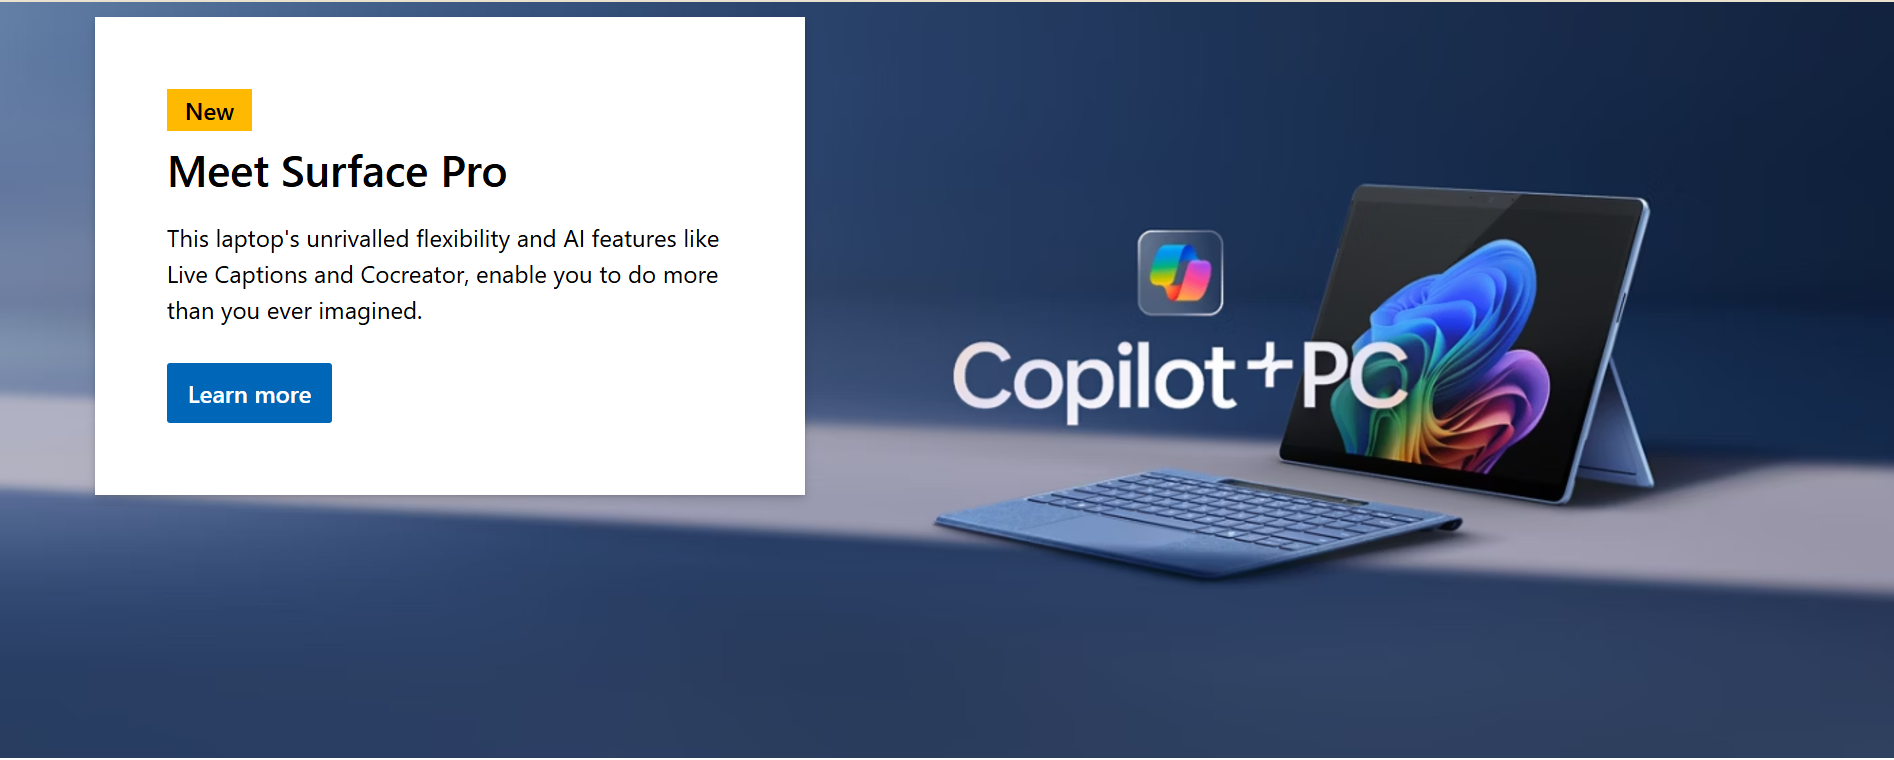 New
Meet Surface Pro
This laptop's unrivalled flexibility and AI features like
Live Captions and Cocreator, enable you to do more
than you ever imagined.
Learn more
Copilot+PC